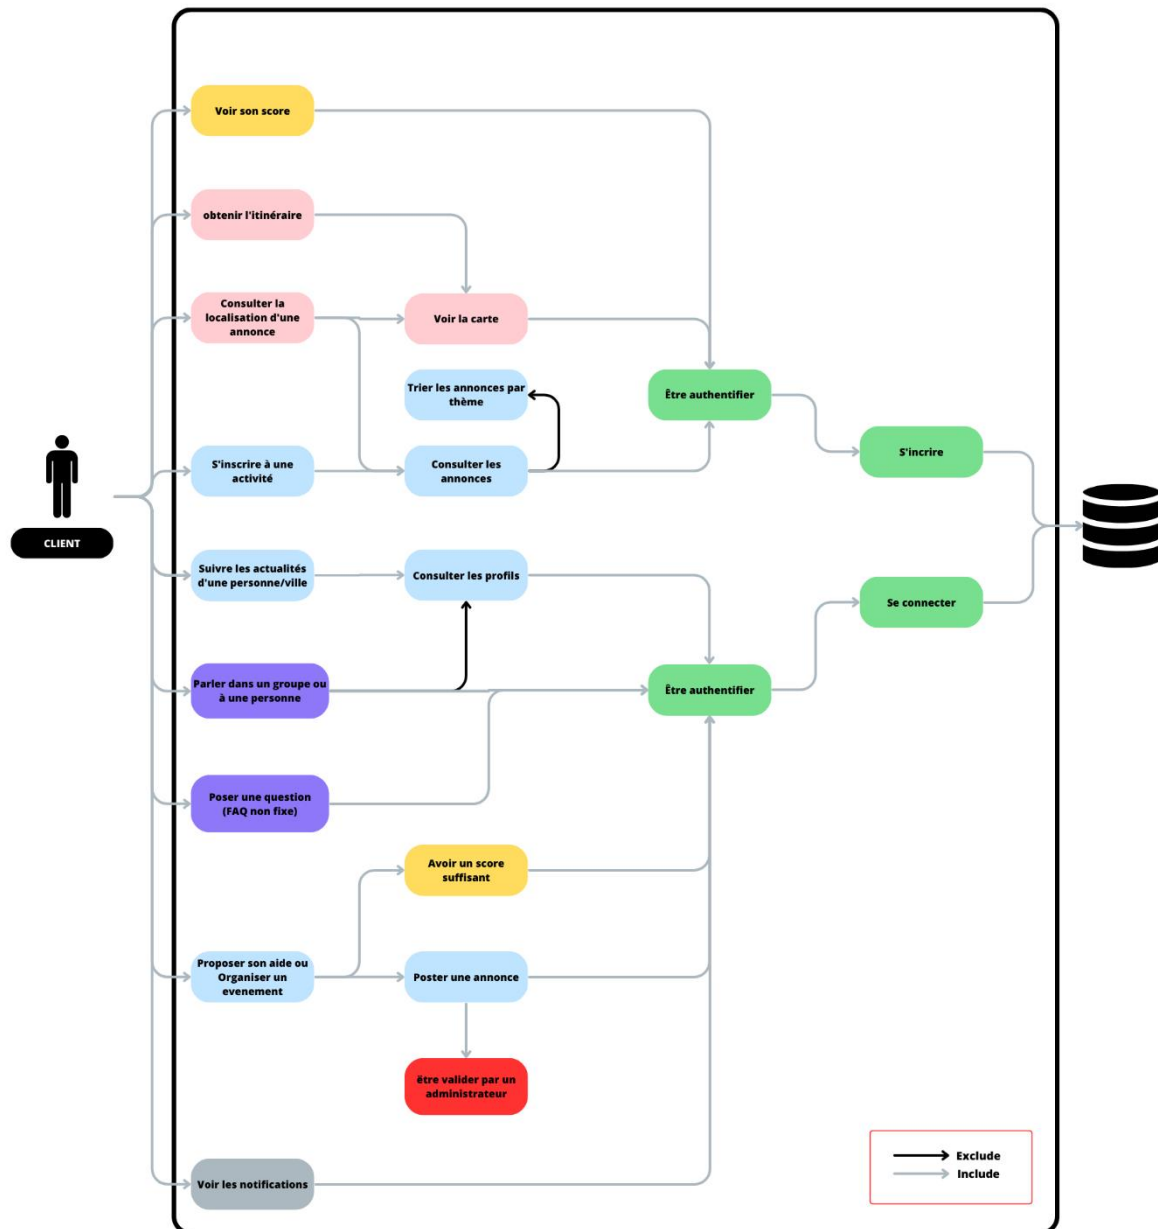 Voir son score
obtenir l'itinéraire
Consulter la
localisation d'une
annonce
Voir la carte
Trier les annonces par
thème
Être authentifier
S'incrire
S'inscrire à une
activité
Consulter les
annonces
CLIENT
Suivre les actualités
d'une personne/ville
Consulter les profils
Se connecter
Parler dans un groupe ou
à une personne
Être authentifier
Poser une question
(FAQ non fixe)
Avoir un score
suffisant
Proposer son aide ou
Organiser un
evenement
Poster une annonce
être valider par un
administrateur
Voir les notifications
Exclude
Include